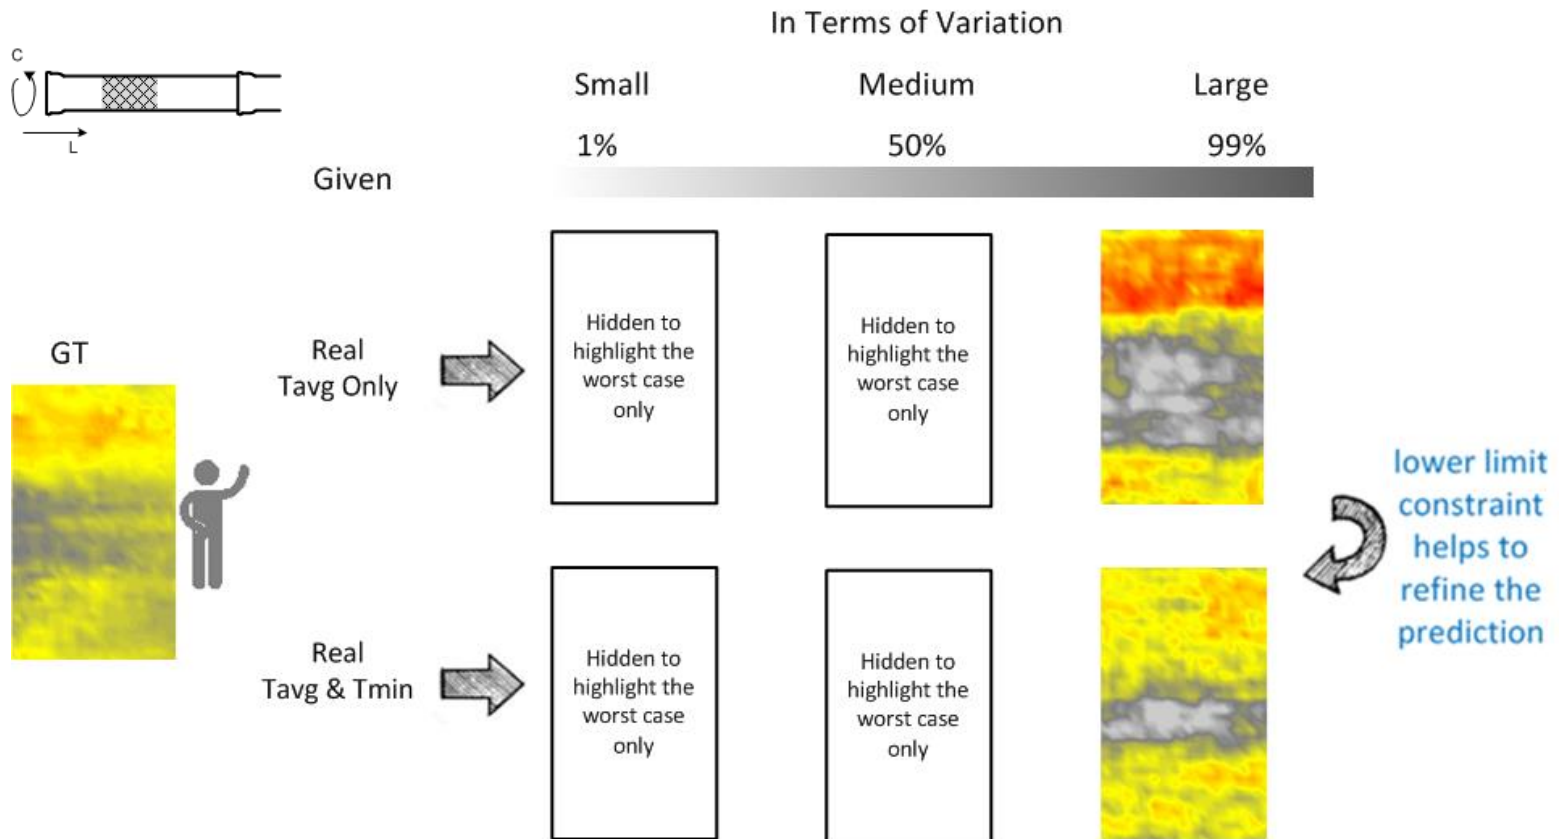 In Terms of Variation
C
L
Small
Medium
Large
1%
50%
99%
Given
GT
Real
Tavg Only
Hidden to
highlight the
worst case
only
Hidden to
highlight the
worst case
only
lower limit
constraint
helps to
refine the
prediction
Real
Tavg & Tmin
Hidden to
highlight the
worst case
only
Hidden to
highlight the
worst case
only